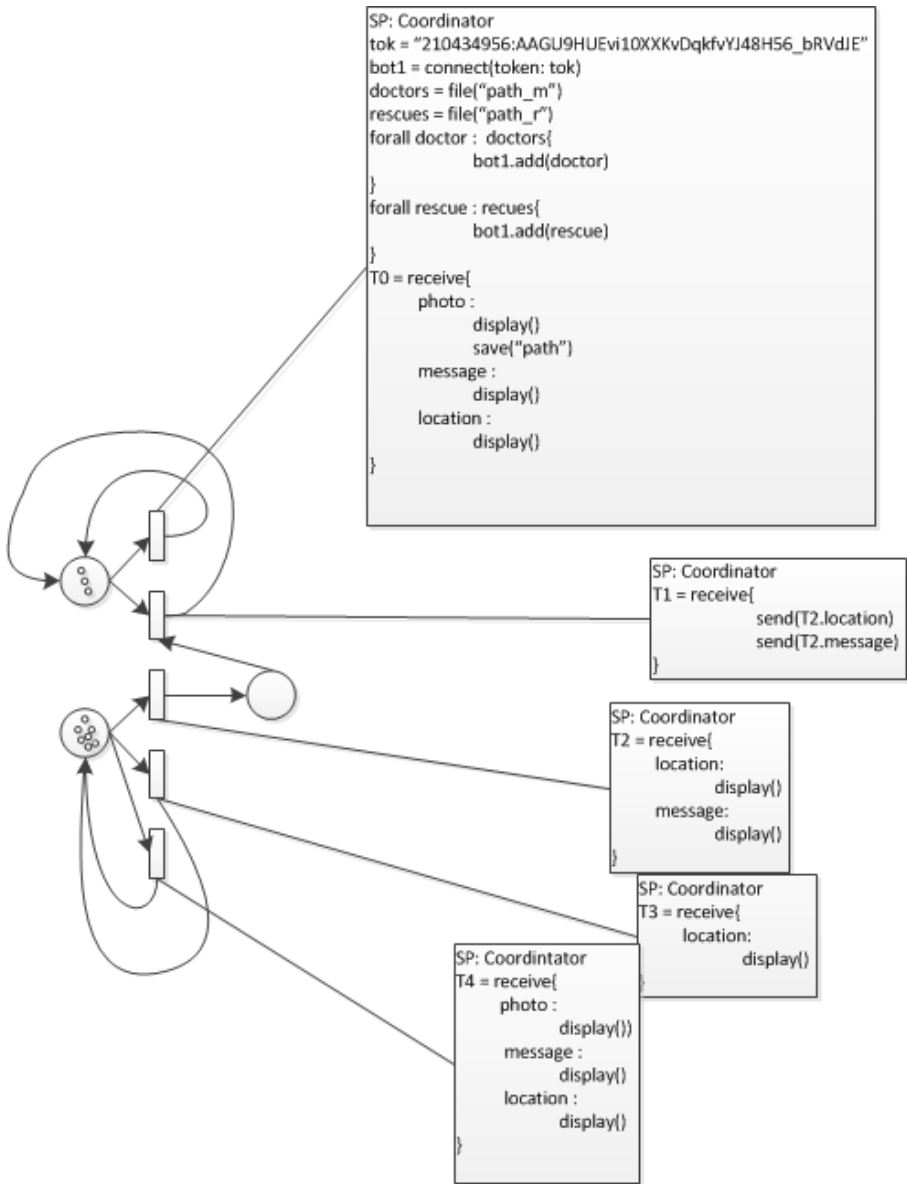 SP: Coordinator
tok = “210434956:AAGU9HUEvi10XXKvDqkfvYJ48H56_bRVdJE”
bot1 = connect(token: tok)
doctors = file(“path_m”)
rescues = file(“path_r”)
forall doctor : doctors{
bot1.add(doctor)
}
forall rescue : recues{
bot1.add(rescue)
}
T0 = receive{
photo :
display()
save(“path”)
message :
display()
location :
display()
}
SP: Coordinator
T1 = receive{
send(T2.location)
send(T2.message)
}
SP: Coordinator
T2 = receive{
location:
display()
message:
display()
}
SP: Coordinator
T3 = receive{
location:
display()
}
SP: Coordintator
T4 = receive{
photo :
display())
message :
display()
location :
display()
}